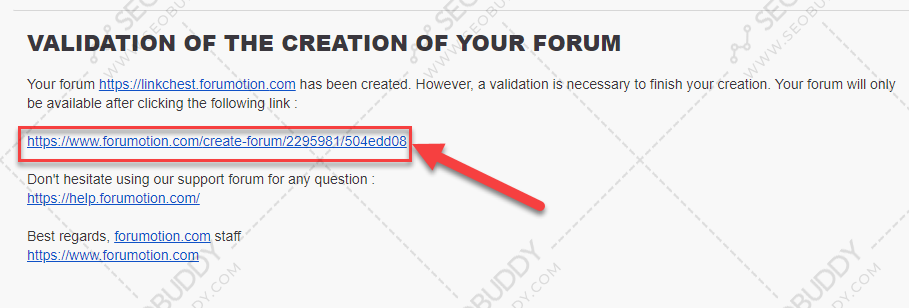 VALIDATION OF THE CREATION OF YOUR FORUM
Your forum https://linkchest.forumotion.com has been created. However, a validation is necessary to finish your creation. Your forum will only
be available after clicking the following link :
https://www.forumotion.com/create-forum/2295981/504edd08
Don't hesitate using our support forum for any question :
https://help.forumotion.com/
Best regards, forumotion.com staff
https://www.forumotion.com
SEOBUDDY
WWW.SEOBUDDY.COM